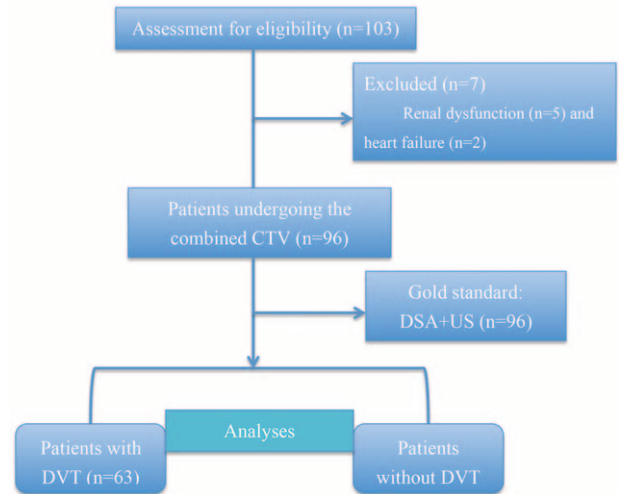 Assessment for eligibility (n=103)
Excluded (n=7)
Renal dysfunction (n=5) and
heart failure (n=2)
Patients undergoing the
combined CTV (n=96)
Gold standard:
DSA+US (n=96)
Analyses
Patients with
DVT (n=63)
Patients
without DVT